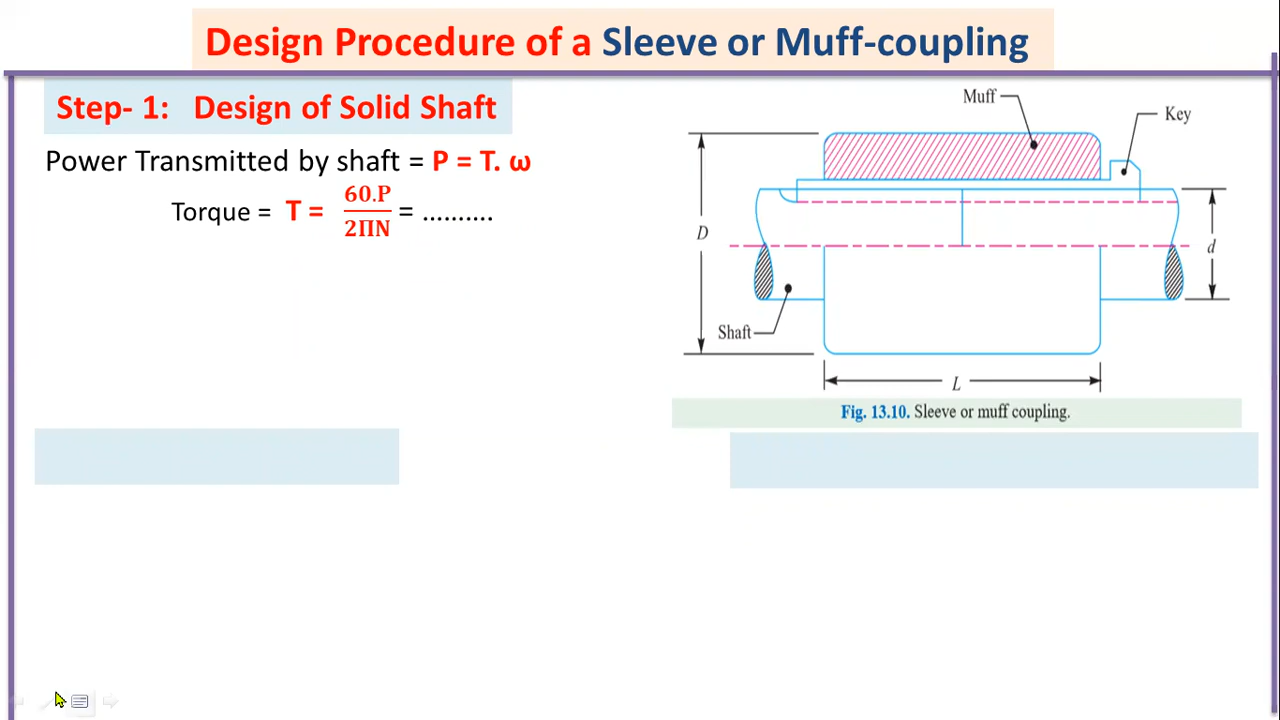 Design Procedure of a Sleeve or Muff-coupling
Step- 1: Design of Solid Shaft
Power Transmitted by shaft = P = T. ω
Torque = T = 60.P / 2ΠN = ..........
Muff
Key
D
d
Shaft
L
Fig. 13.10. Sleeve or muff coupling.